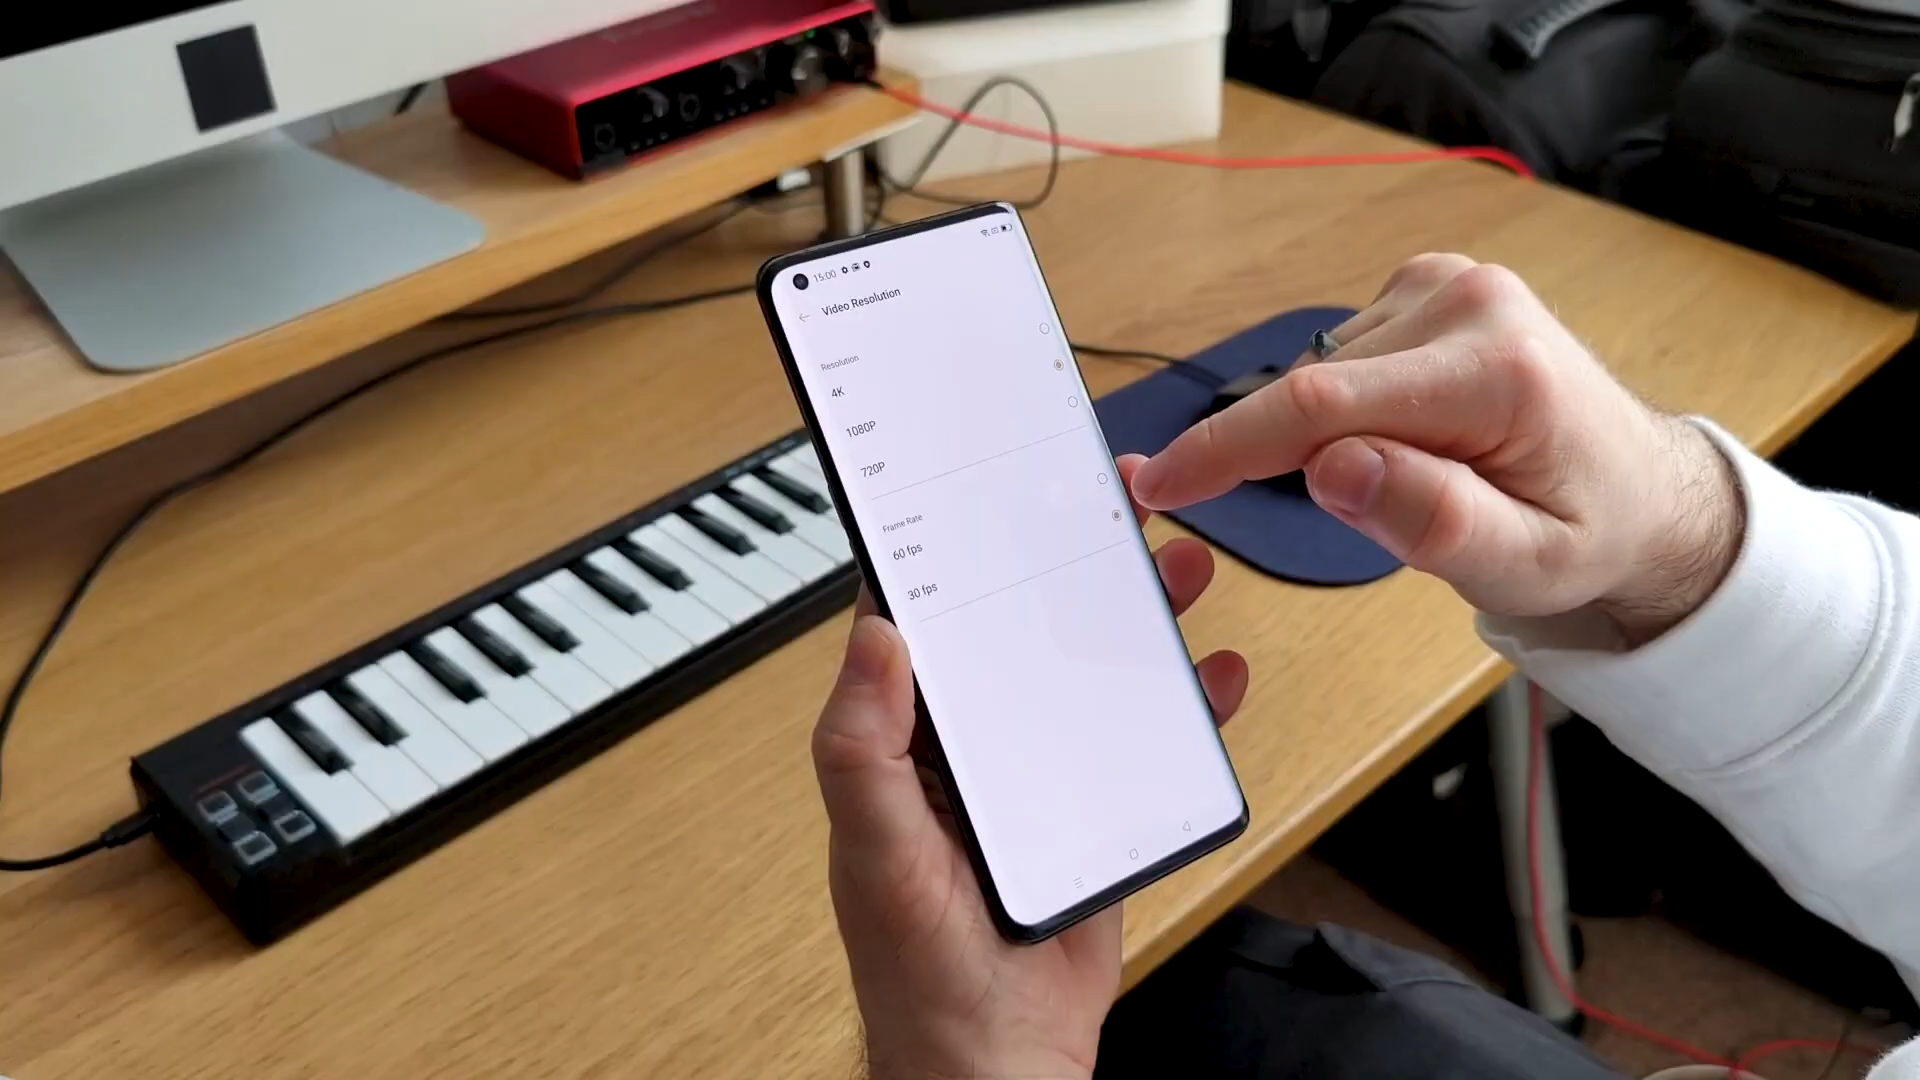 15:00
Video Resolution
Resolution
4K
1080P
720P
Frame Rate
60 fps
30 fps